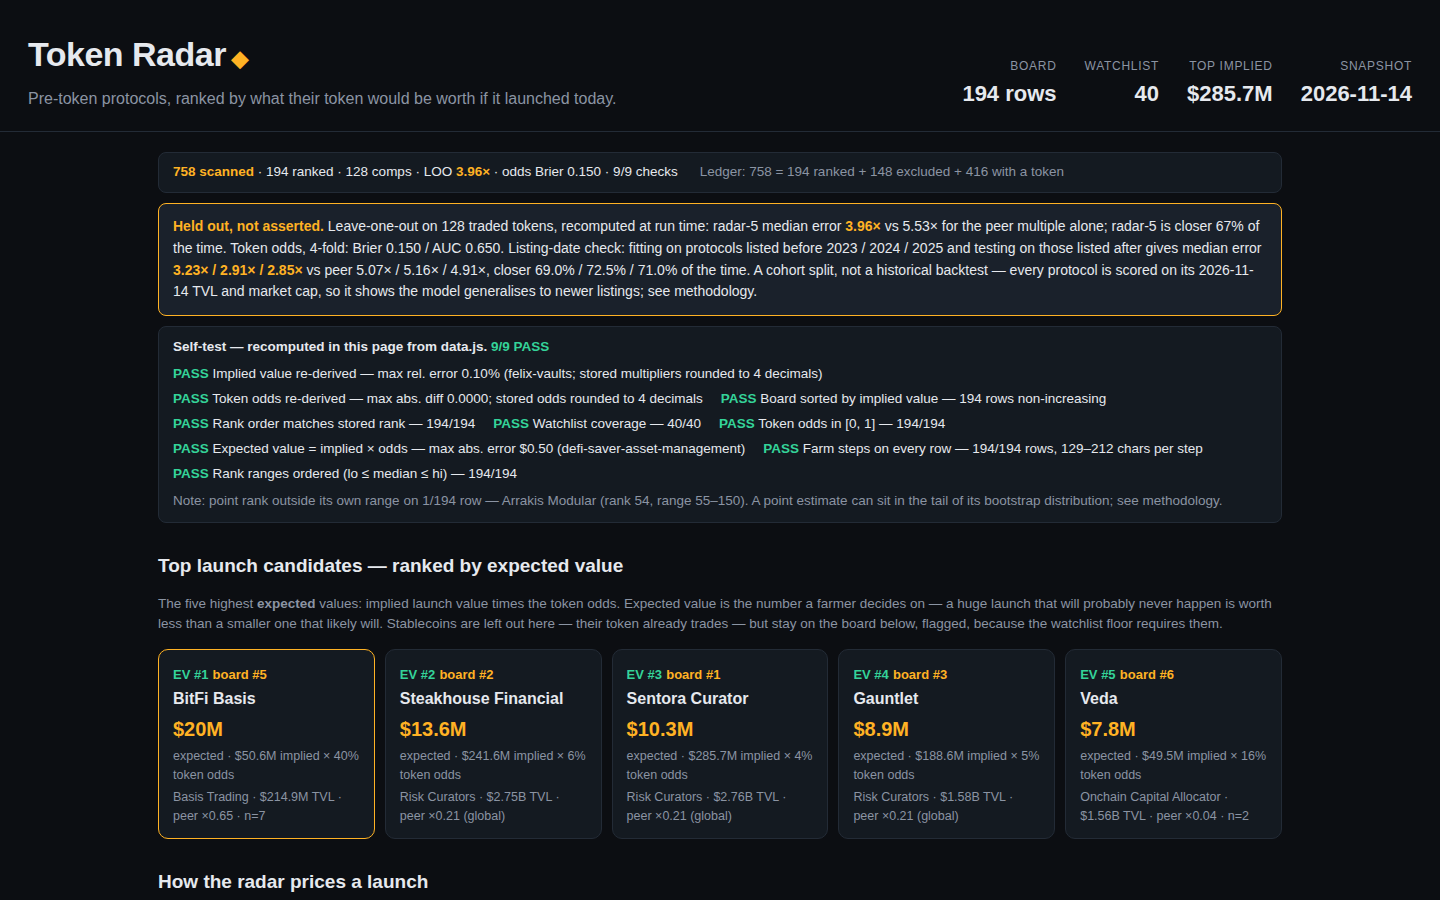 Token Radar
Pre-token protocols, ranked by what their token would be worth if it launched today.
BOARD
194 rows
WATCHLIST
40
TOP IMPLIED
$285.7M
SNAPSHOT
2026-11-14
758 scanned · 194 ranked · 128 comps · LOO 3.96× · odds Brier 0.150 · 9/9 checks Ledger: 758 = 194 ranked + 148 excluded + 416 with a token
Held out, not asserted. Leave-one-out on 128 traded tokens, recomputed at run time: radar-5 median error 3.96× vs 5.53× for the peer multiple alone; radar-5 is closer 67% of
the time. Token odds, 4-fold: Brier 0.150 / AUC 0.650. Listing-date check: fitting on protocols listed before 2023 / 2024 / 2025 and testing on those listed after gives median error
3.23× / 2.91× / 2.85× vs peer 5.07× / 5.16× / 4.91×, closer 69.0% / 72.5% / 71.0% of the time. A cohort split, not a historical backtest — every protocol is scored on its 2026-11-
14 TVL and market cap, so it shows the model generalises to newer listings; see methodology.
Self-test — recomputed in this page from data.js. 9/9 PASS
PASS Implied value re-derived — max rel. error 0.10% (felix-vaults; stored multipliers rounded to 4 decimals)
PASS Token odds re-derived — max abs. diff 0.0000; stored odds rounded to 4 decimals PASS Board sorted by implied value — 194 rows non-increasing
PASS Rank order matches stored rank — 194/194 PASS Watchlist coverage — 40/40 PASS Token odds in [0, 1] — 194/194
PASS Expected value = implied × odds — max abs. error $0.50 (defi-saver-asset-management) PASS Farm steps on every row — 194/194 rows, 129–212 chars per step
PASS Rank ranges ordered (lo ≤ median ≤ hi) — 194/194
Note: point rank outside its own range on 1/194 row — Arrakis Modular (rank 54, range 55–150). A point estimate can sit in the tail of its bootstrap distribution; see methodology.
Top launch candidates — ranked by expected value
The five highest expected values: implied launch value times the token odds. Expected value is the number a farmer decides on — a huge launch that will probably never happen is worth
less than a smaller one that likely will. Stablecoins are left out here — their token already trades — but stay on the board below, flagged, because the watchlist floor requires them.
EV #1 board #5
BitFi Basis
$20M
expected · $50.6M implied × 40%
token odds
Basis Trading · $214.9M TVL ·
peer ×0.65 · n=7
EV #2 board #2
Steakhouse Financial
$13.6M
expected · $241.6M implied × 6%
token odds
Risk Curators · $2.75B TVL ·
peer ×0.21 (global)
EV #3 board #1
Sentora Curator
$10.3M
expected · $285.7M implied × 4%
token odds
Risk Curators · $2.76B TVL ·
peer ×0.21 (global)
EV #4 board #3
Gauntlet
$8.9M
expected · $188.6M implied × 5%
token odds
Risk Curators · $1.58B TVL ·
peer ×0.21 (global)
EV #5 board #6
Veda
$7.8M
expected · $49.5M implied × 16%
token odds
Onchain Capital Allocator ·
$1.56B TVL · peer ×0.04 · n=2
How the radar prices a launch